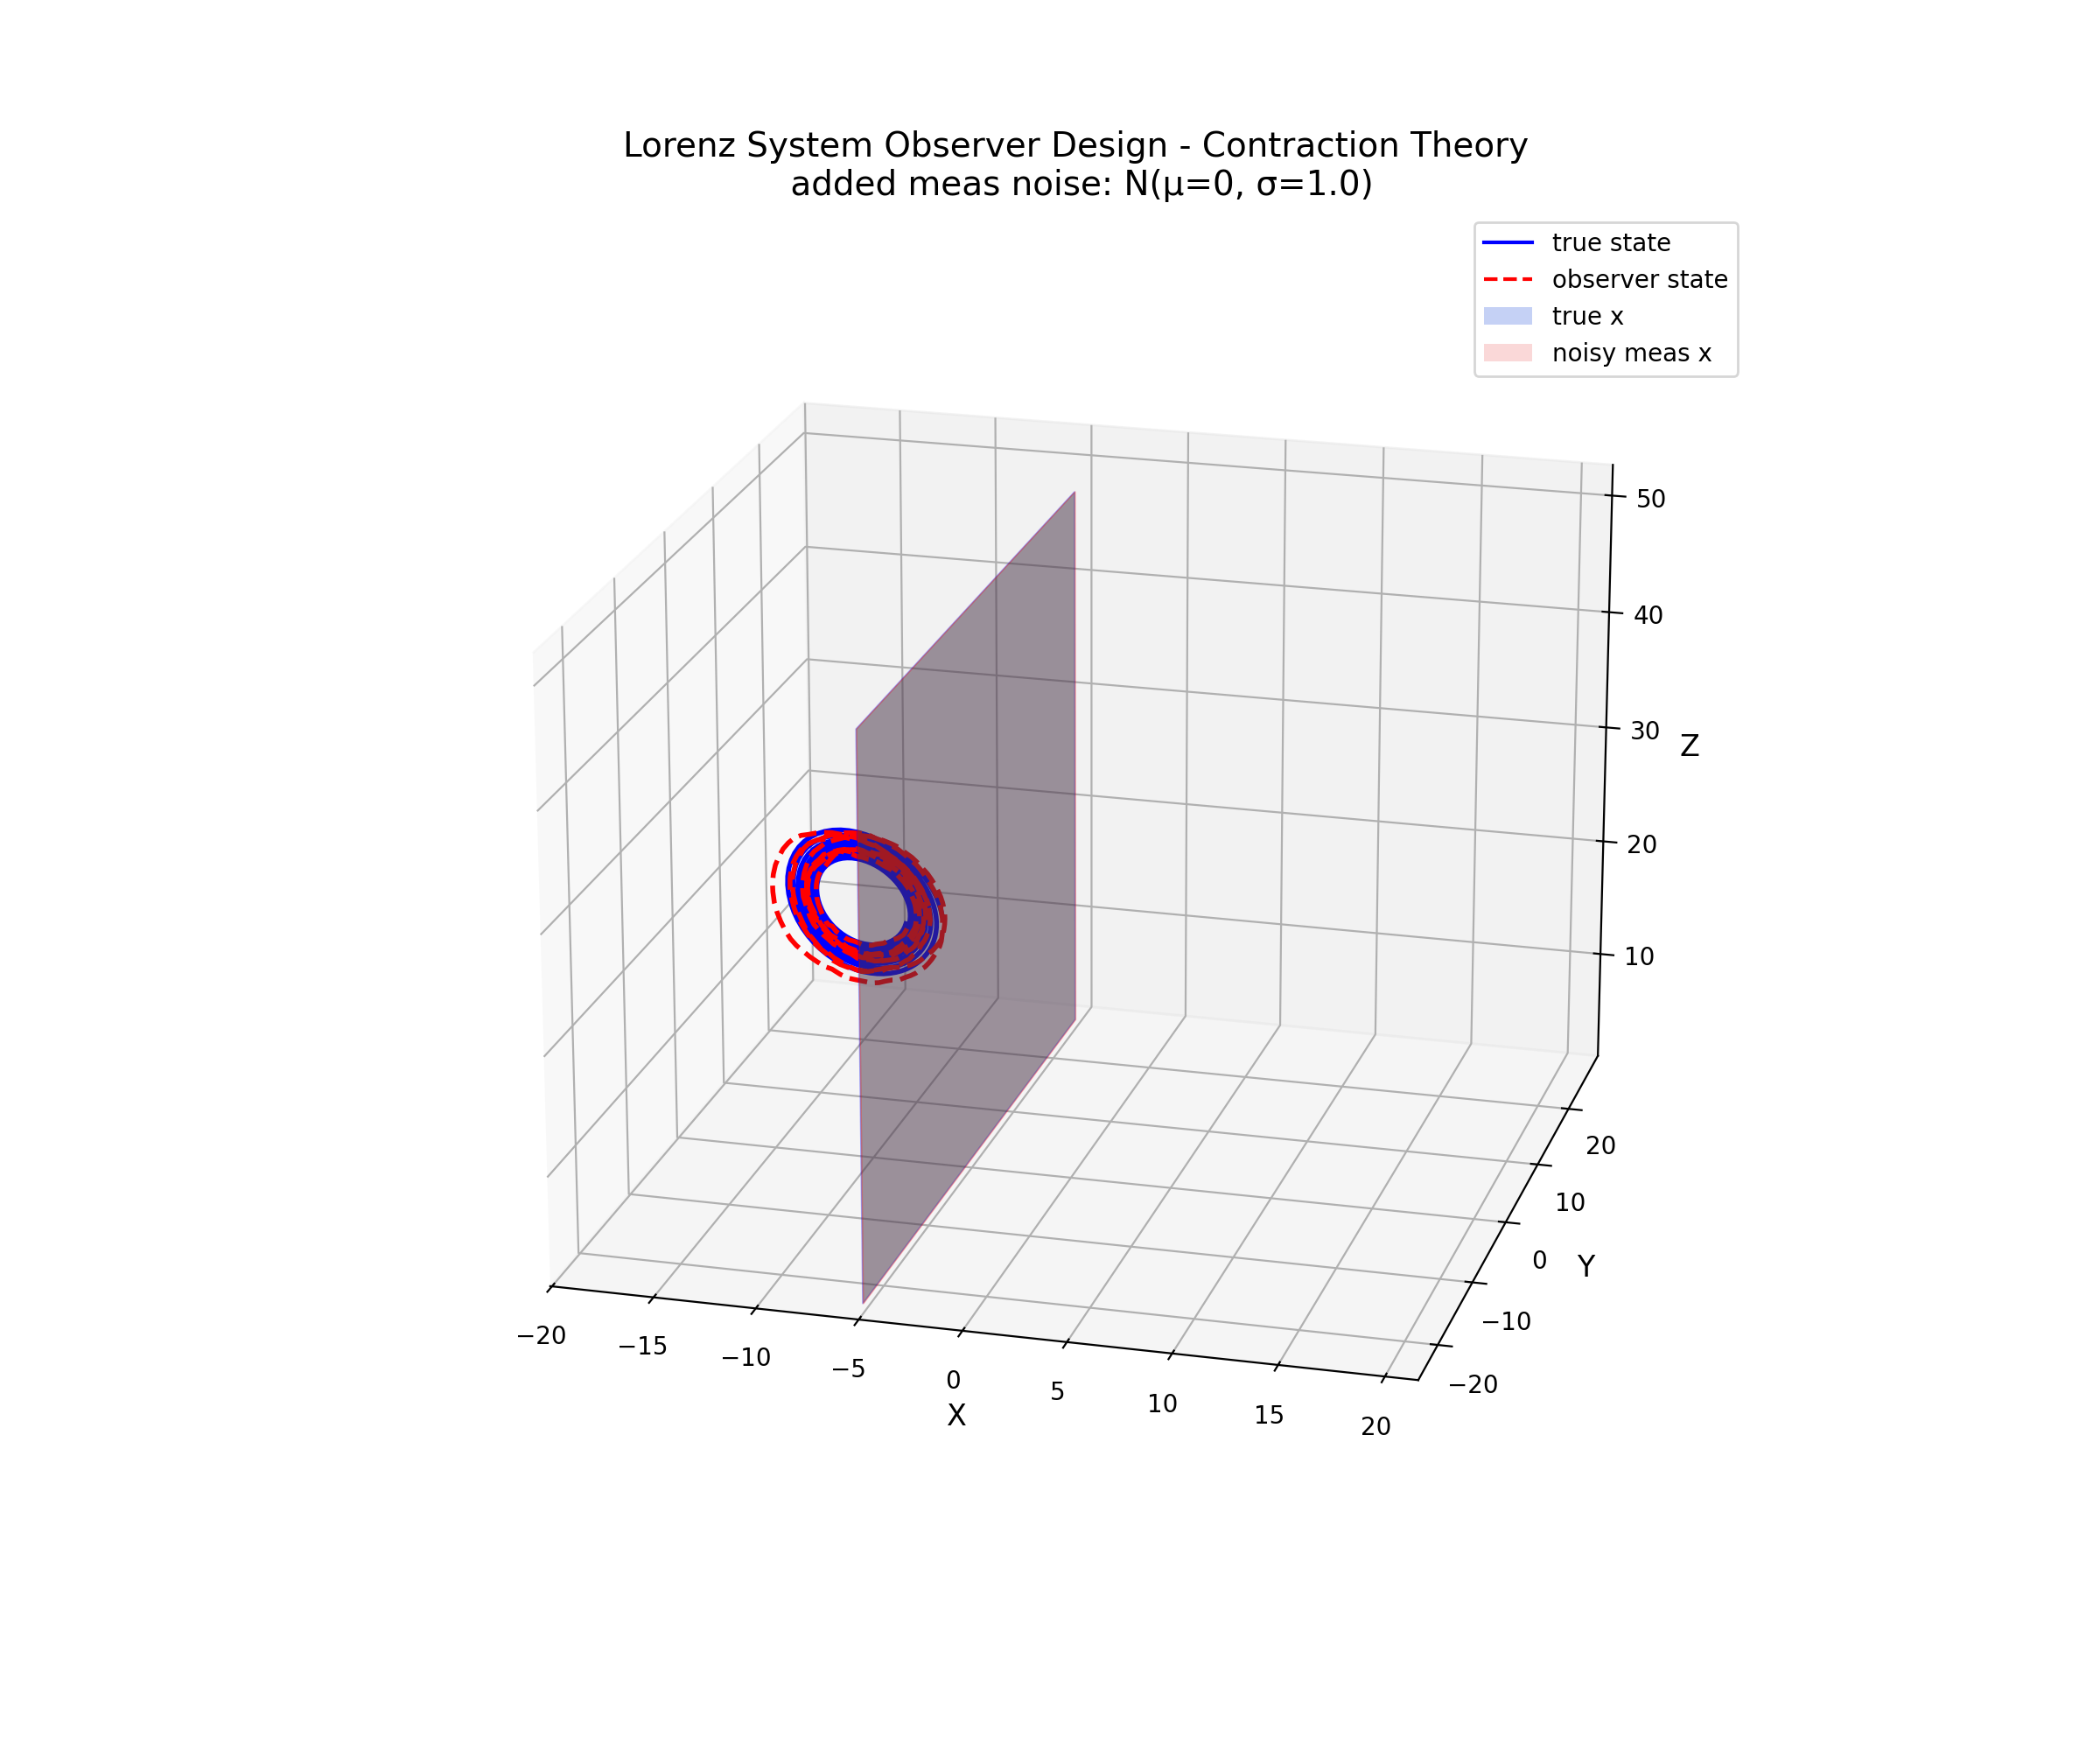 Lorenz System Observer Design - Contraction Theory
added meas noise: N(μ=0, σ=1.0)
true state
observer state
true x
noisy meas x
50
40
30
Z
20
10
20
10
0
Y
−10
−20
−20
−15
−10
−5
0
5
10
15
20
X